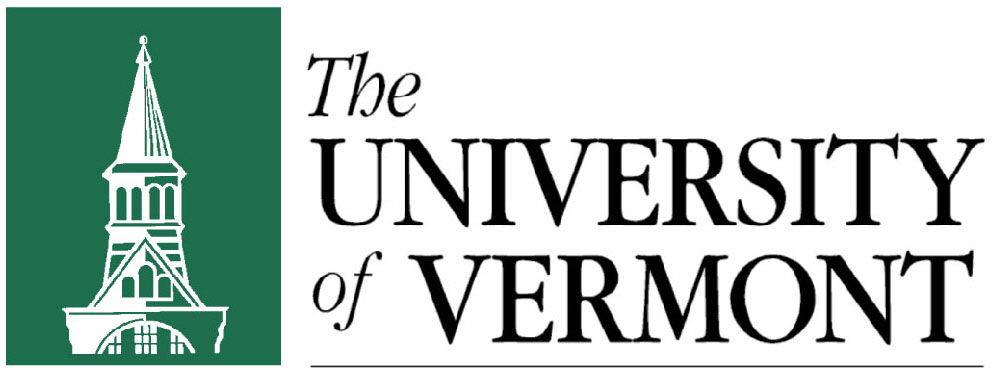 The
UNIVERSITY
of VERMONT